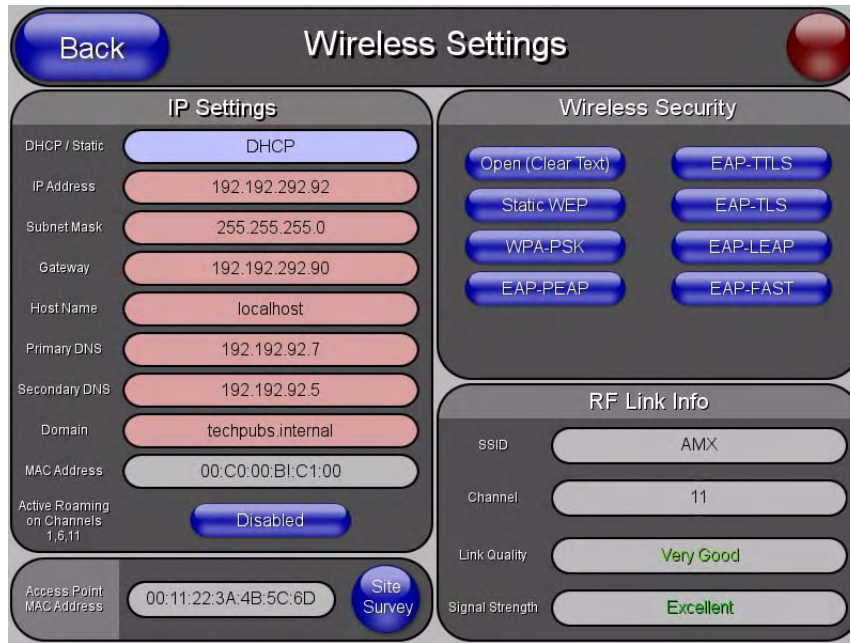 Back
Wireless Settings
IP Settings
DHCP / Static
DHCP
IP Address
192.192.292.92
Subnet Mask
255.255.255.0
Gateway
192.192.292.90
Host Name
localhost
Primary DNS
192.192.92.7
Secondary DNS
192.192.92.5
Domain
techpubs.internal
MAC Address
00:C0:00:BI:C1:00
Active Roaming
on Channels
1,6,11
Disabled
Access Point
MAC Address
00:11:22:3A:4B:5C:6D
Site
Survey
Wireless Security
Open (Clear Text)
EAP-TTLS
Static WEP
EAP-TLS
WPA-PSK
EAP-LEAP
EAP-PEAP
EAP-FAST
RF Link Info
SSID
AMX
Channel
11
Link Quality
Very Good
Signal Strength
Excellent